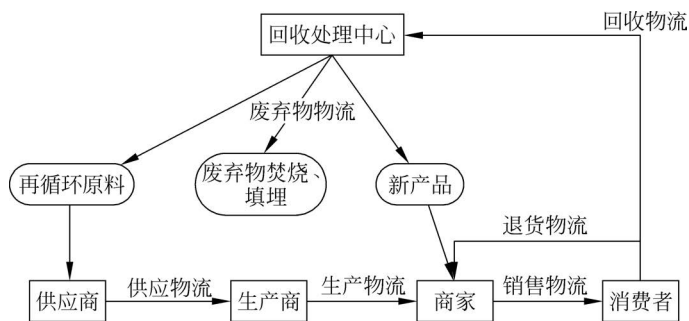 回收物流
回收处理中心
废弃物物流
再循环原料
废弃物焚烧、
填埋
新产品
退货物流
供应商
供应物流
生产商
生产物流
商家
销售物流
消费者